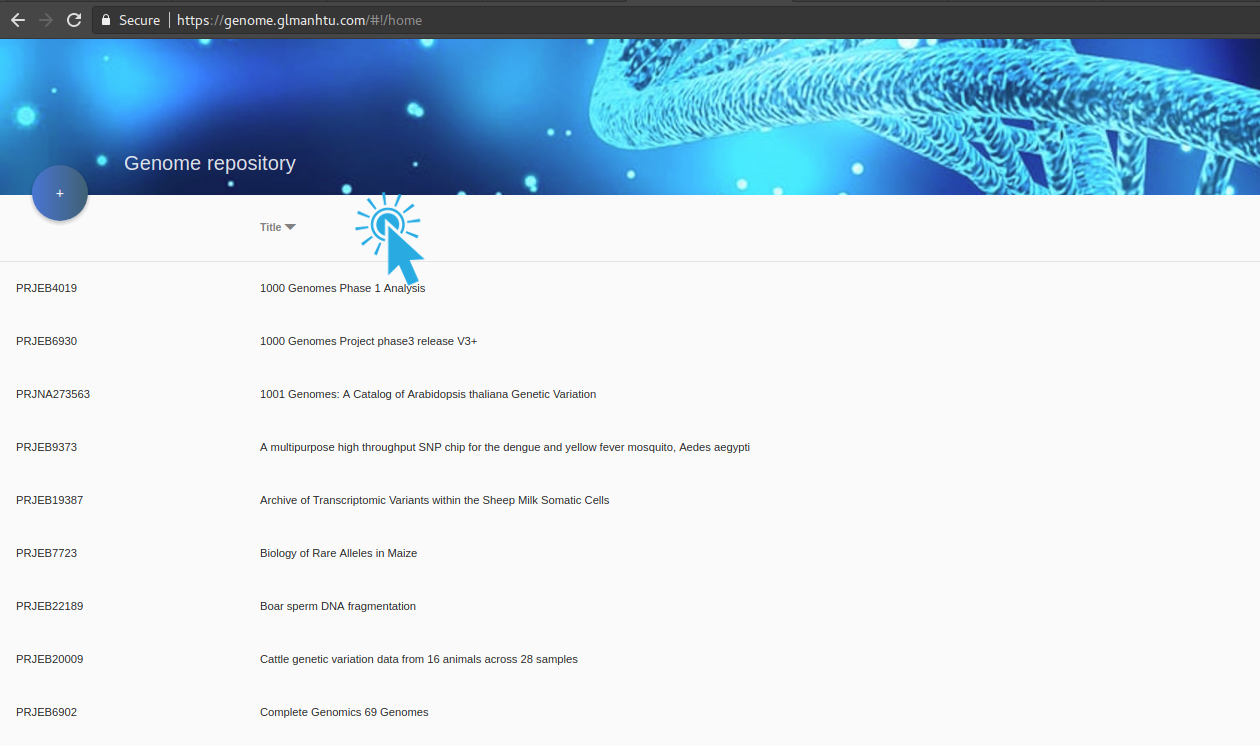 Secure | https://genome.glmanhtu.com/#!/home
Genome repository
+
Title
PRJEB4019 1000 Genomes Phase 1 Analysis
PRJEB6930 1000 Genomes Project phase3 release V3+
PRJNA273563 1001 Genomes: A Catalog of Arabidopsis thaliana Genetic Variation
PRJEB9373 A multipurpose high throughput SNP chip for the dengue and yellow fever mosquito, Aedes aegypti
PRJEB19387 Archive of Transcriptomic Variants within the Sheep Milk Somatic Cells
PRJEB7723 Biology of Rare Alleles in Maize
PRJEB22189 Boar sperm DNA fragmentation
PRJEB20009 Cattle genetic variation data from 16 animals across 28 samples
PRJEB6902 Complete Genomics 69 Genomes